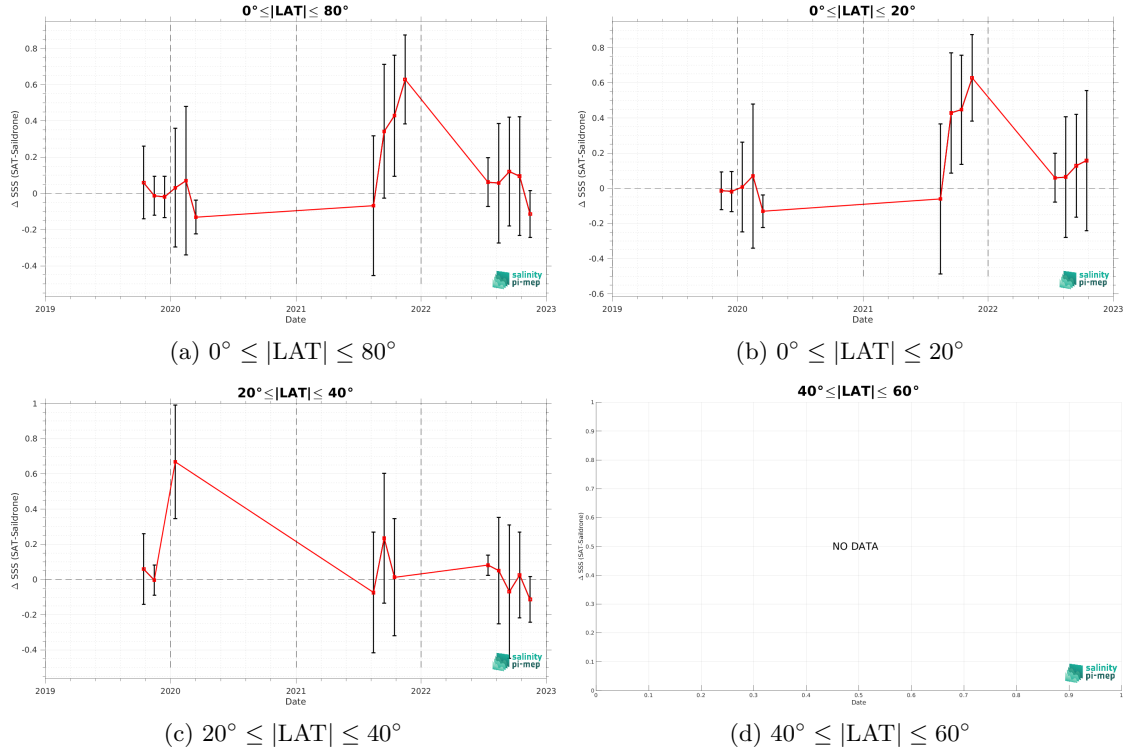 0°≤|LAT|≤ 80°
Δ SSS (SAT-Saildrone)
0.8
0.6
0.4
0.2
0
-0.2
-0.4
2019
2020
2021
2022
2023
Date
salinity
pi-mep
(a) 0° ≤ |LAT| ≤ 80°
0°≤|LAT|≤ 20°
Δ SSS (SAT-Saildrone)
0.8
0.6
0.4
0.2
0
-0.2
-0.4
-0.6
2019
2020
2021
2022
2023
Date
salinity
pi-mep
(b) 0° ≤ |LAT| ≤ 20°
20°≤|LAT|≤ 40°
Δ SSS (SAT-Saildrone)
1
0.8
0.6
0.4
0.2
0
-0.2
-0.4
2019
2020
2021
2022
2023
Date
salinity
pi-mep
(c) 20° ≤ |LAT| ≤ 40°
40°≤|LAT|≤ 60°
Δ SSS (SAT-Saildrone)
1
0.9
0.8
0.7
0.6
0.5
0.4
0.3
0.2
0.1
0
NO DATA
0
0.1
0.2
0.3
0.4
0.5
0.6
0.7
0.8
0.9
1
Date
salinity
pi-mep
(d) 40° ≤ |LAT| ≤ 60°